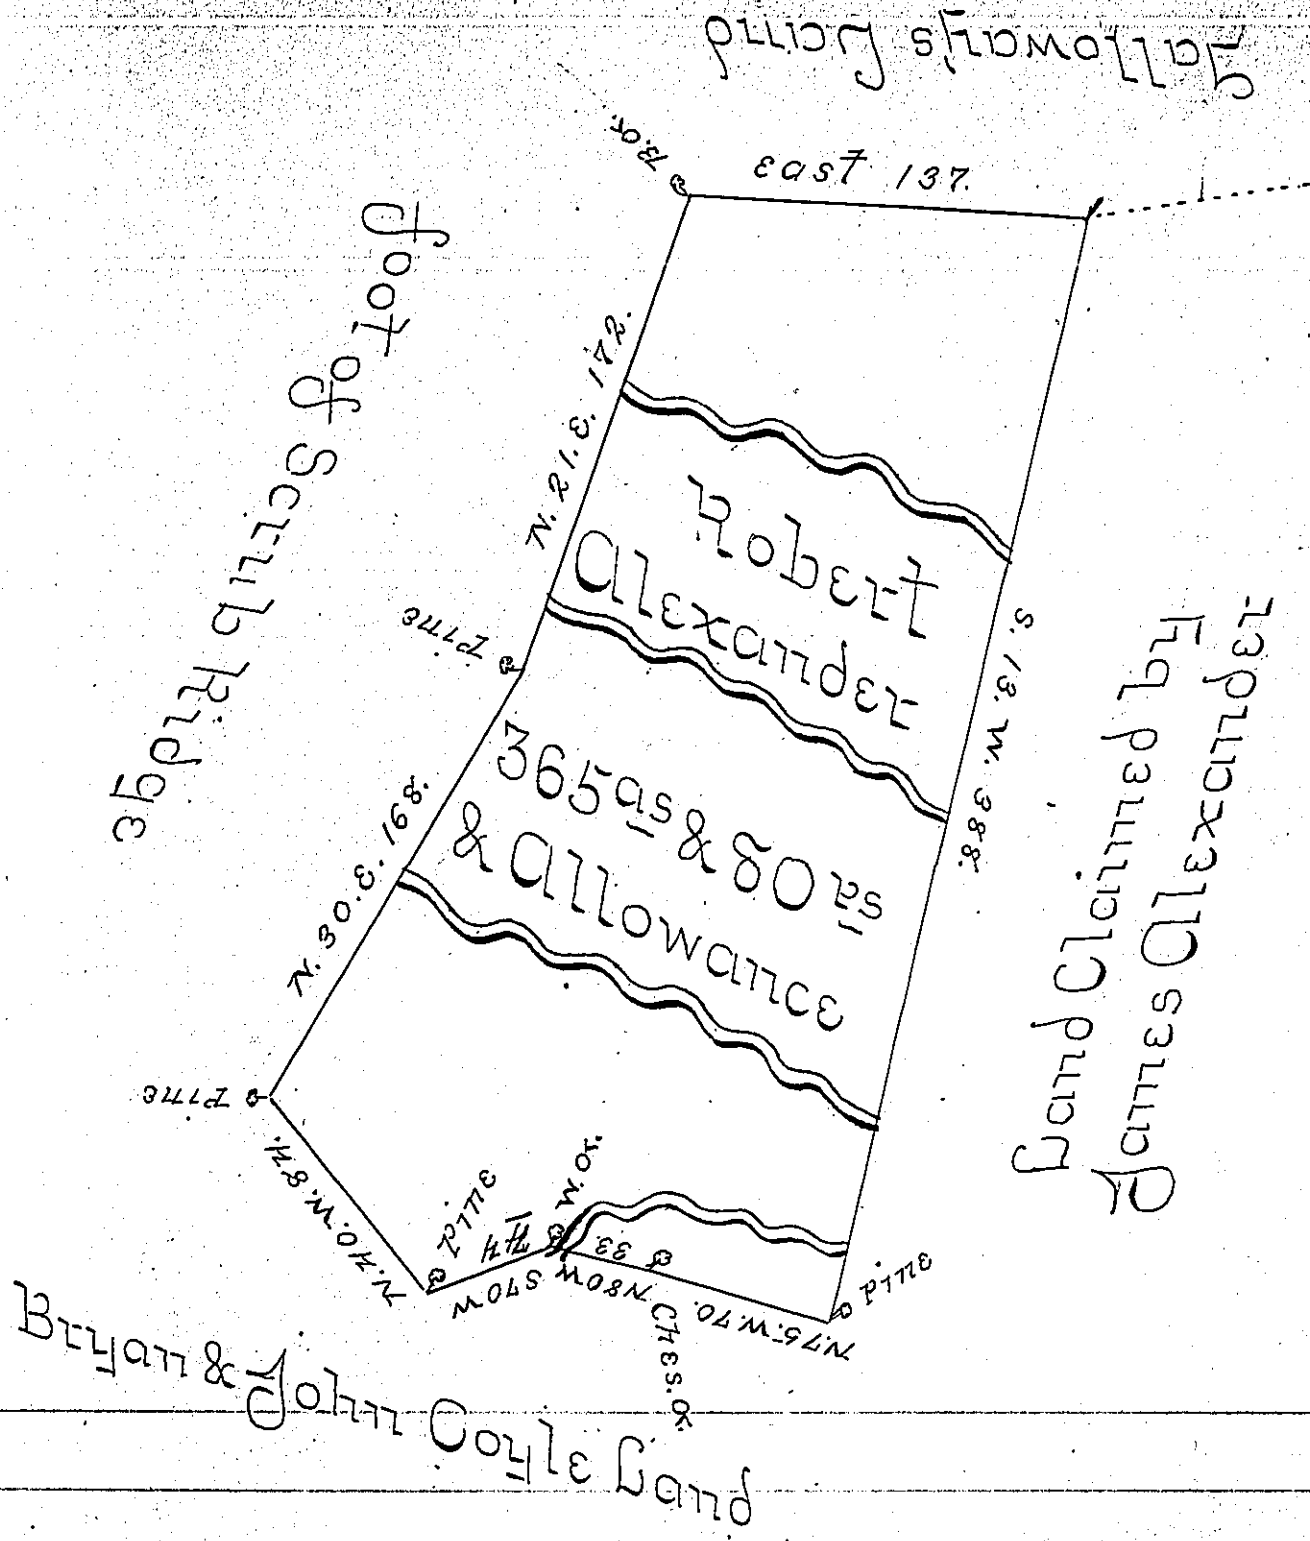 Galloway's Land
B.O.
East 137.
N. 21. E. 172.
Foot of Scrub Ridge
Pine
Robert
Alexander
365 as & 80 ps
& Allowance
S. 13. W. 388.
Land Claimed by
James Alexander
N. 30. E. 168.
Pine
N. 40. W. 84.
Pine
44
S 70 W
W. O.
33
N 80 W
Ches. O.
N. 75. W. 70.
Pine
Bryan & John Coyle Land